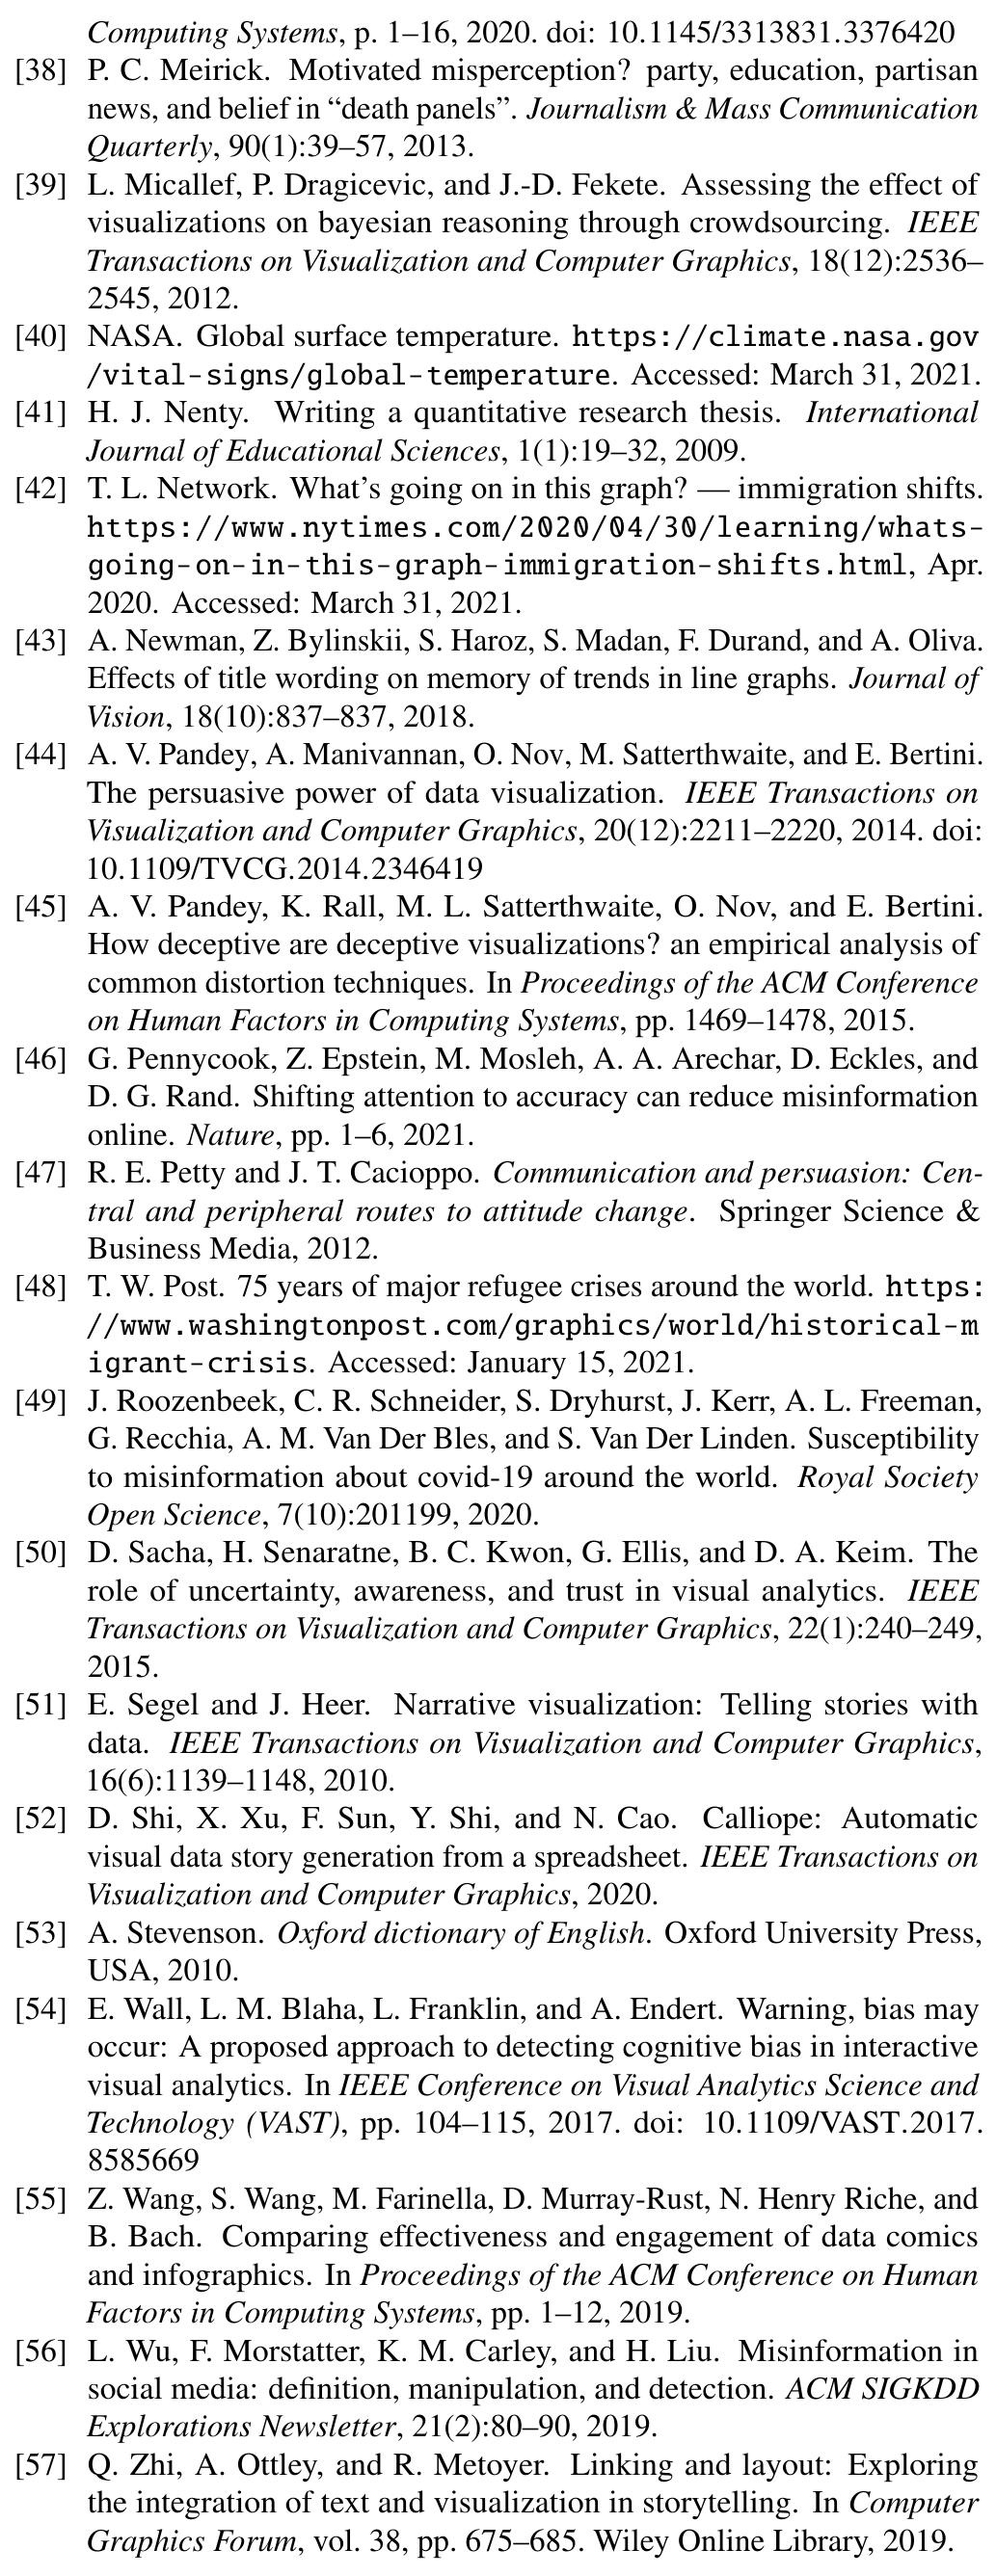 Computing Systems, p. 1–16, 2020. doi: 10.1145/3313831.3376420
[38] P. C. Meirick. Motivated misperception? party, education, partisan
news, and belief in “death panels”. Journalism & Mass Communication
Quarterly, 90(1):39–57, 2013.
[39] L. Micallef, P. Dragicevic, and J.-D. Fekete. Assessing the effect of
visualizations on bayesian reasoning through crowdsourcing. IEEE
Transactions on Visualization and Computer Graphics, 18(12):2536–
2545, 2012.
[40] NASA. Global surface temperature. https://climate.nasa.gov
/vital-signs/global-temperature. Accessed: March 31, 2021.
[41] H. J. Nenty. Writing a quantitative research thesis. International
Journal of Educational Sciences, 1(1):19–32, 2009.
[42] T. L. Network. What’s going on in this graph? — immigration shifts.
https://www.nytimes.com/2020/04/30/learning/whats-
going-on-in-this-graph-immigration-shifts.html, Apr.
2020. Accessed: March 31, 2021.
[43] A. Newman, Z. Bylinskii, S. Haroz, S. Madan, F. Durand, and A. Oliva.
Effects of title wording on memory of trends in line graphs. Journal of
Vision, 18(10):837–837, 2018.
[44] A. V. Pandey, A. Manivannan, O. Nov, M. Satterthwaite, and E. Bertini.
The persuasive power of data visualization. IEEE Transactions on
Visualization and Computer Graphics, 20(12):2211–2220, 2014. doi:
10.1109/TVCG.2014.2346419
[45] A. V. Pandey, K. Rall, M. L. Satterthwaite, O. Nov, and E. Bertini.
How deceptive are deceptive visualizations? an empirical analysis of
common distortion techniques. In Proceedings of the ACM Conference
on Human Factors in Computing Systems, pp. 1469–1478, 2015.
[46] G. Pennycook, Z. Epstein, M. Mosleh, A. A. Arechar, D. Eckles, and
D. G. Rand. Shifting attention to accuracy can reduce misinformation
online. Nature, pp. 1–6, 2021.
[47] R. E. Petty and J. T. Cacioppo. Communication and persuasion: Cen-
tral and peripheral routes to attitude change. Springer Science &
Business Media, 2012.
[48] T. W. Post. 75 years of major refugee crises around the world. https:
//www.washingtonpost.com/graphics/world/historical-m
igrant-crisis. Accessed: January 15, 2021.
[49] J. Roozenbeek, C. R. Schneider, S. Dryhurst, J. Kerr, A. L. Freeman,
G. Recchia, A. M. Van Der Bles, and S. Van Der Linden. Susceptibility
to misinformation about covid-19 around the world. Royal Society
Open Science, 7(10):201199, 2020.
[50] D. Sacha, H. Senaratne, B. C. Kwon, G. Ellis, and D. A. Keim. The
role of uncertainty, awareness, and trust in visual analytics. IEEE
Transactions on Visualization and Computer Graphics, 22(1):240–249,
2015.
[51] E. Segel and J. Heer. Narrative visualization: Telling stories with
data. IEEE Transactions on Visualization and Computer Graphics,
16(6):1139–1148, 2010.
[52] D. Shi, X. Xu, F. Sun, Y. Shi, and N. Cao. Calliope: Automatic
visual data story generation from a spreadsheet. IEEE Transactions on
Visualization and Computer Graphics, 2020.
[53] A. Stevenson. Oxford dictionary of English. Oxford University Press,
USA, 2010.
[54] E. Wall, L. M. Blaha, L. Franklin, and A. Endert. Warning, bias may
occur: A proposed approach to detecting cognitive bias in interactive
visual analytics. In IEEE Conference on Visual Analytics Science and
Technology (VAST), pp. 104–115, 2017. doi: 10.1109/VAST.2017.
8585669
[55] Z. Wang, S. Wang, M. Farinella, D. Murray-Rust, N. Henry Riche, and
B. Bach. Comparing effectiveness and engagement of data comics
and infographics. In Proceedings of the ACM Conference on Human
Factors in Computing Systems, pp. 1–12, 2019.
[56] L. Wu, F. Morstatter, K. M. Carley, and H. Liu. Misinformation in
social media: definition, manipulation, and detection. ACM SIGKDD
Explorations Newsletter, 21(2):80–90, 2019.
[57] Q. Zhi, A. Ottley, and R. Metoyer. Linking and layout: Exploring
the integration of text and visualization in storytelling. In Computer
Graphics Forum, vol. 38, pp. 675–685. Wiley Online Library, 2019.